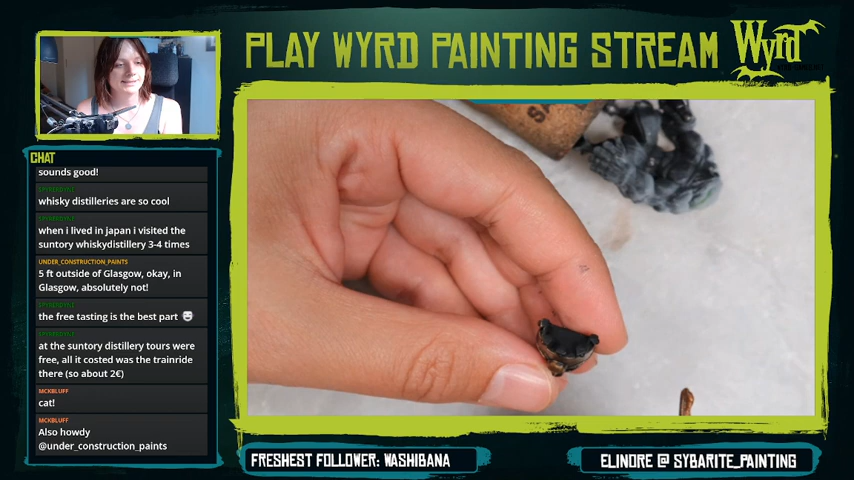 PLAY WYRD PAINTING STREAM
Wyrd
CHAT
sounds good!
whisky distilleries are so cool
when i lived in japan i visited the
suntory whiskydistillery 3-4 times
UNDER_CONSTRUCTION_PAINTS
5 ft outside of Glasgow, okay, in
Glasgow, absolutely not!
the free tasting is the best part
at the suntory distillery tours were
free, all it costed was the trainride
there (so about 2€)
MCKBLUFF
cat!
MCKBLUFF
Also howdy
@under_construction_paints
FRESHEST FOLLOWER: WASHIBANA
ELINORE @ SYBARITE_PAINTING